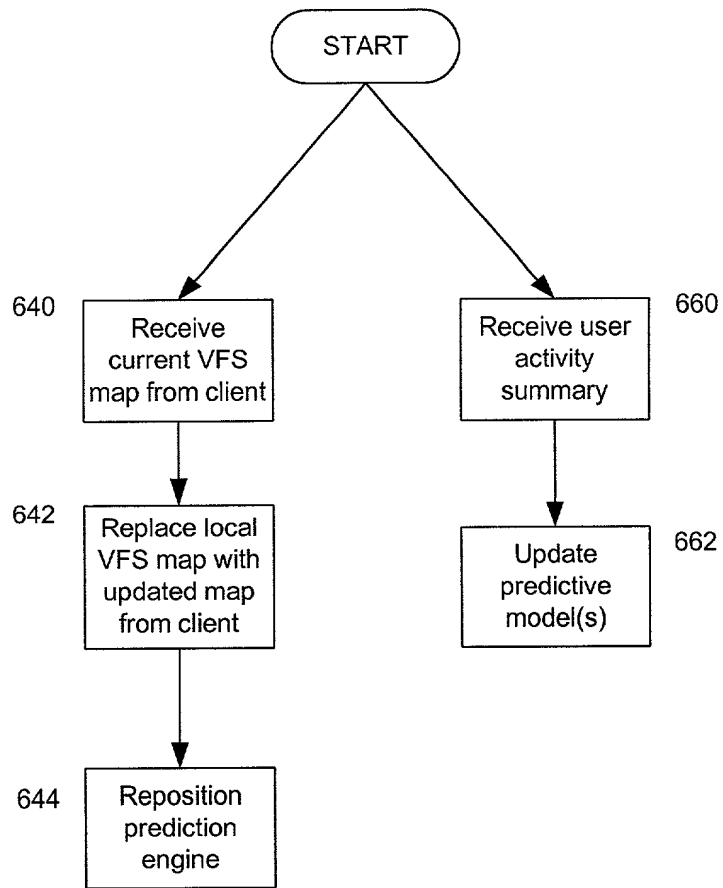 START
640
Receive
current VFS
map from client
660
Receive user
activity
summary
642
Replace local
VFS map with
updated map
from client
662
Update
predictive
model(s)
644
Reposition
prediction
engine